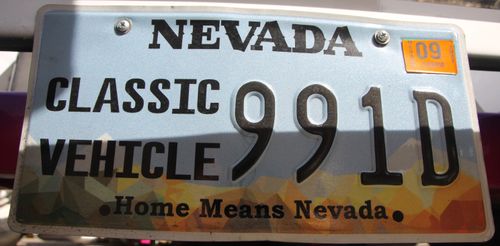 NEVADA
09
CLASSIC
VEHICLE
991D
Home Means Nevada